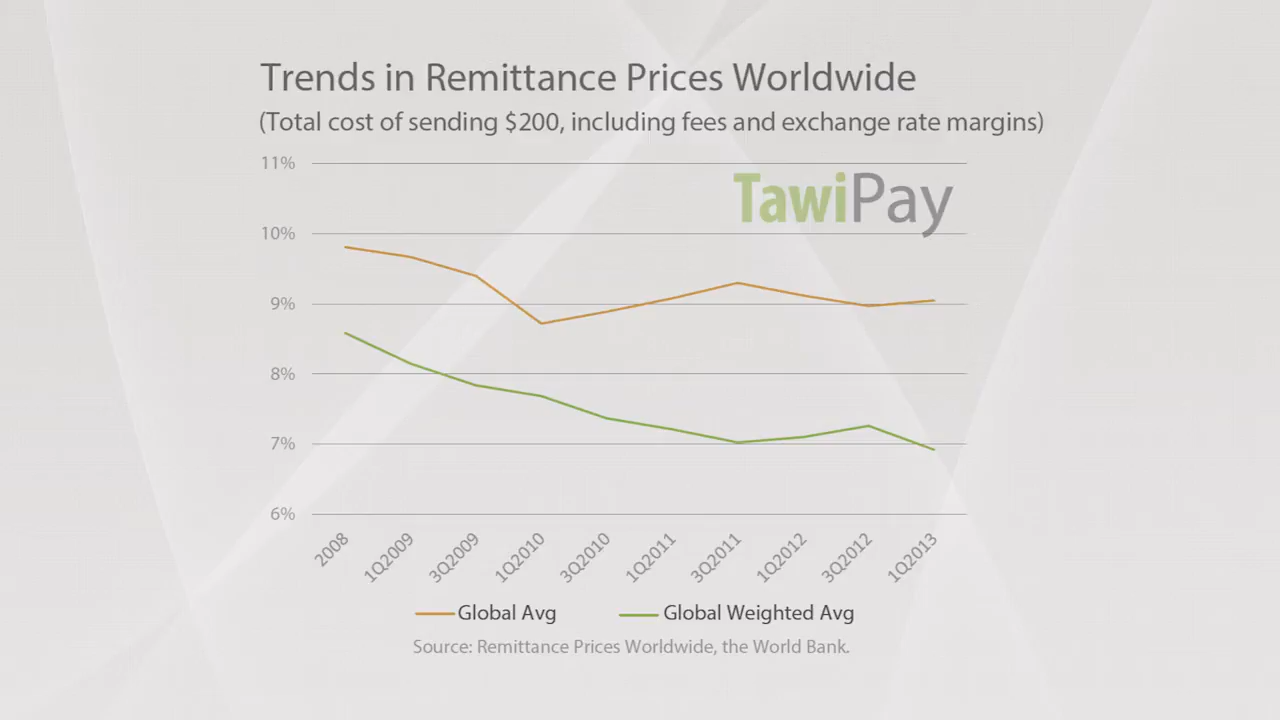 Trends in Remittance Prices Worldwide
(Total cost of sending $200, including fees and exchange rate margins)
11%
TawiPay
10%
9%
8%
7%
6%
2008
1Q2009
3Q2009
1Q2010
3Q2010
1Q2011
3Q2011
1Q2012
3Q2012
1Q2013
Global Avg
Global Weighted Avg
Source: Remittance Prices Worldwide, the World Bank.